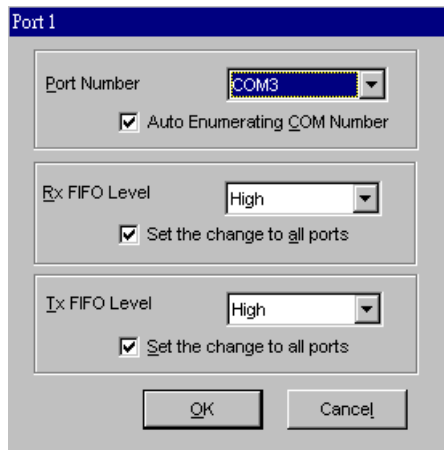 Port 1
Port Number COM3
Auto Enumerating COM Number
Rx FIFO Level High
Set the change to all ports
Tx FIFO Level High
Set the change to all ports
OK Cancel